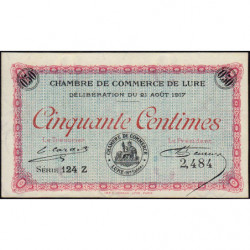 0,50 0,50
CHAMBRE DE COMMERCE DE LURE
DÉLIBÉRATION DU 21 AOÛT 1917
Cinquante Centimes
Le Trésorier Le Président
CHAMBRE DE COMMERCE
LURE
SÉRIE 124 Z
2,484